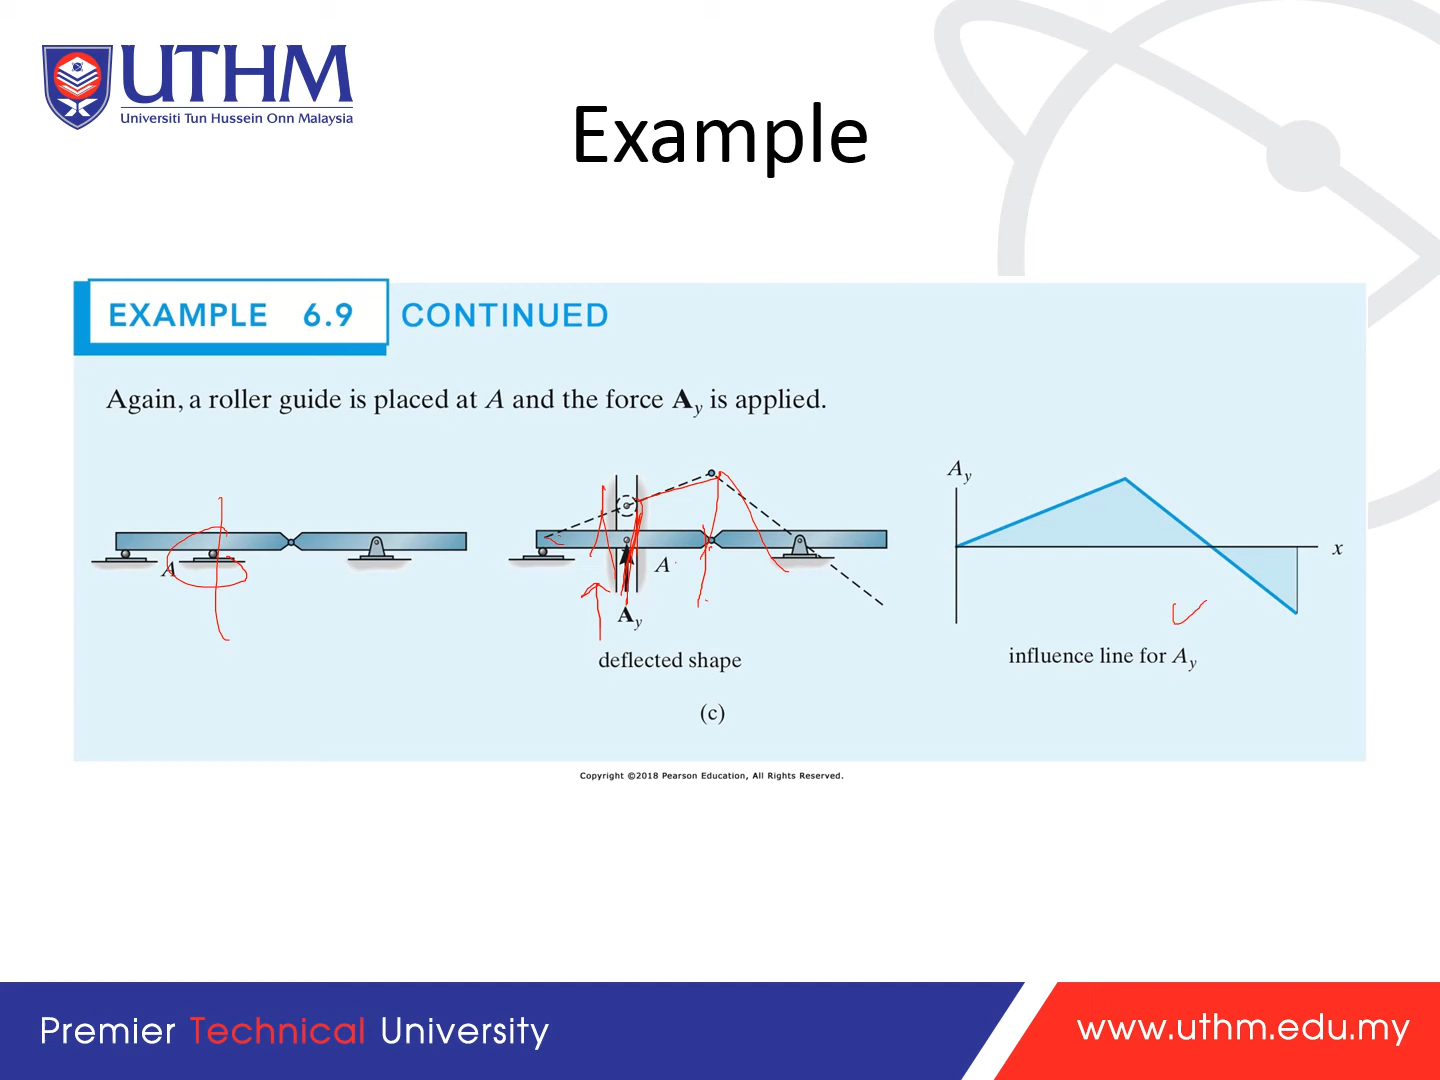 UTHM
Universiti Tun Hussein Onn Malaysia
Example
EXAMPLE 6.9 CONTINUED
Again, a roller guide is placed at A and the force Ay is applied.
A
A
Ay
deflected shape
Ay
x
influence line for Ay
(c)
Copyright ©2018 Pearson Education, All Rights Reserved.
Premier Technical University
www.uthm.edu.my